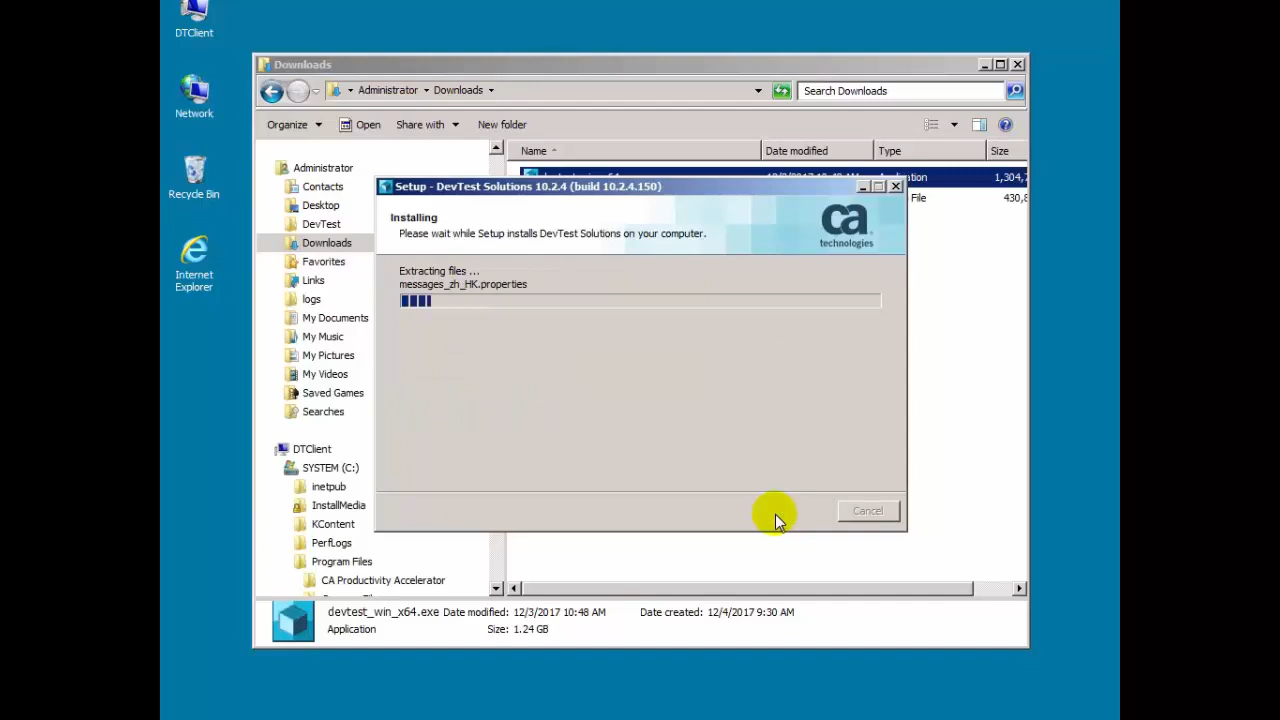 DTClient
Network
Recycle Bin
Internet
Explorer
Downloads
Administrator
Downloads
Search Downloads
Organize
Open
Share with
New folder
Name
Date modified
Type
Size
Administrator
Contacts
Desktop
DevTest
Downloads
Favorites
Links
logs
My Documents
My Music
My Pictures
My Videos
Saved Games
Searches
DTClient
SYSTEM (C:)
inetpub
InstallMedia
KContent
PerfLogs
Program Files
CA Productivity Accelerator
1,304,7
File
430,8
Setup - DevTest Solutions 10.2.4 (build 10.2.4.150)
Installing
Please wait while Setup installs DevTest Solutions on your computer.
ca
technologies
Extracting files ...
messages_zh_HK.properties
Cancel
devtest_win_x64.exe Date modified: 12/3/2017 10:48 AM Date created: 12/4/2017 9:30 AM
Application Size: 1.24 GB